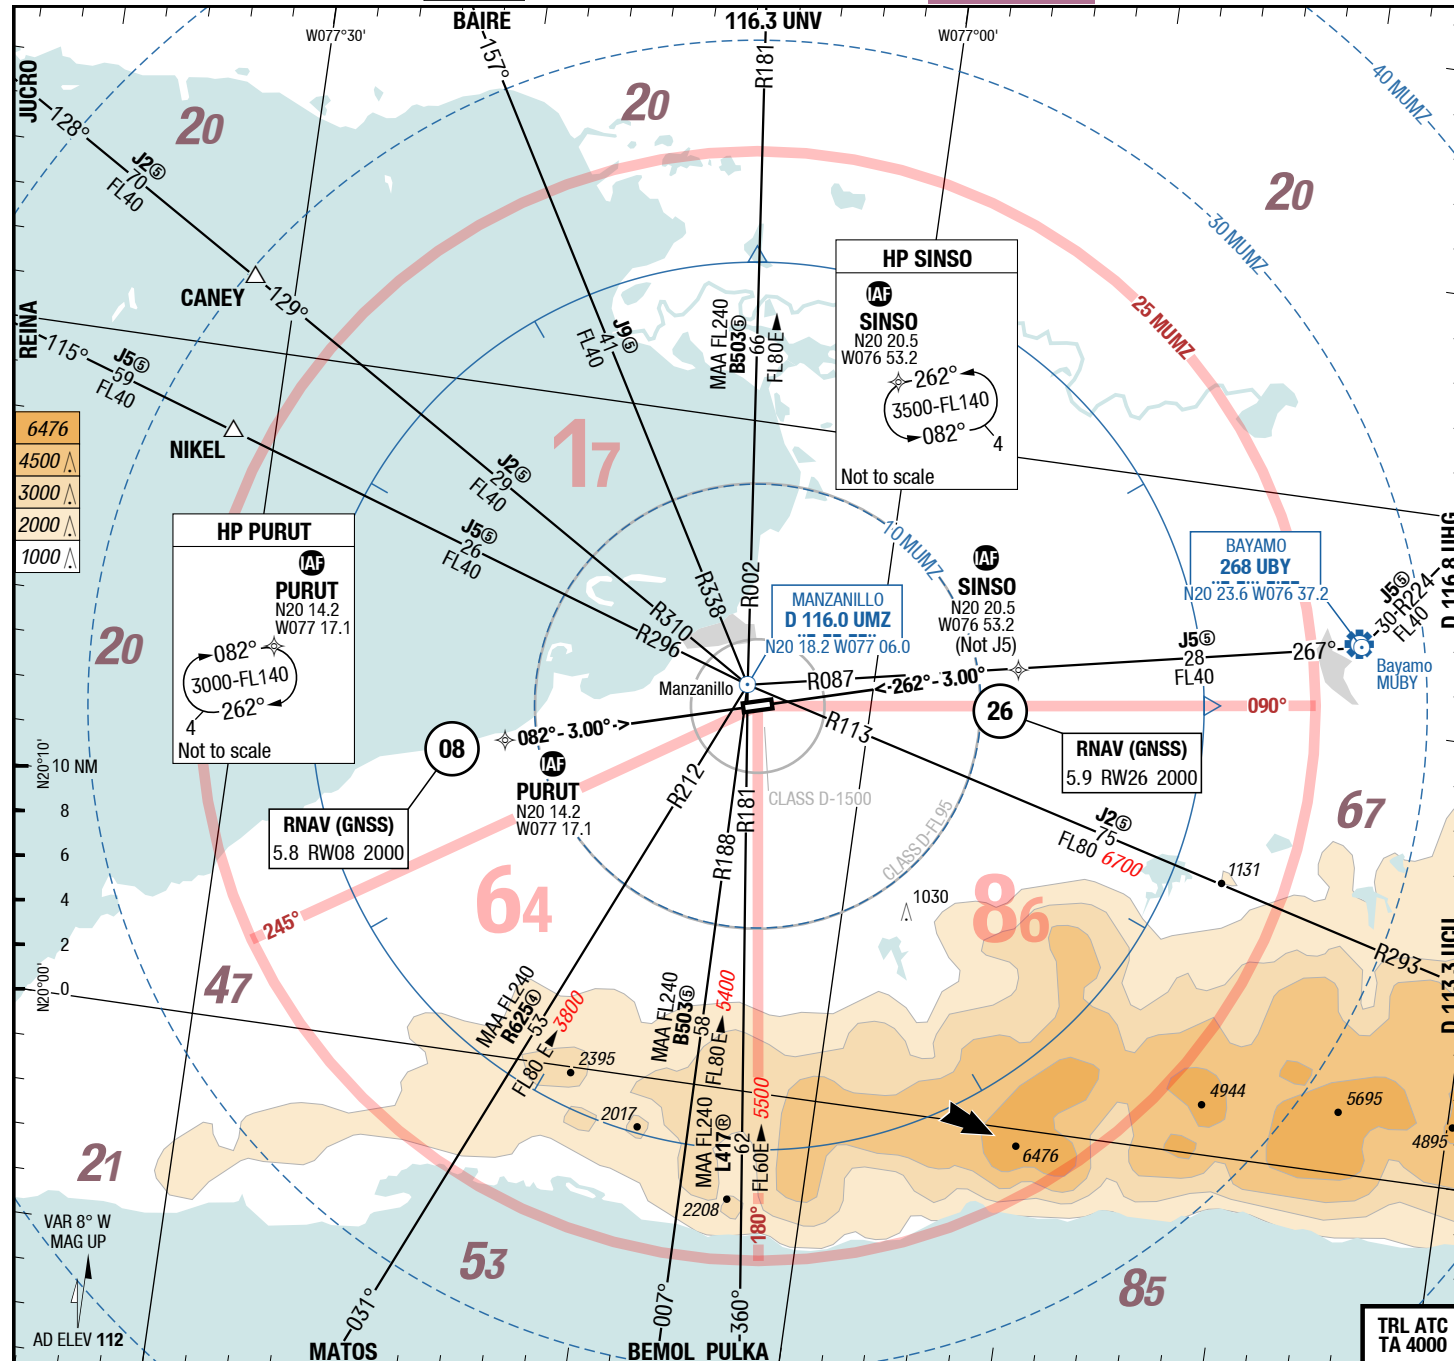 BAIRE
116.3 UNV
W077°30'
W077°00'
JUCRO
-128°
157°
R181
40 MUMZ
20
20
20
J2⑤
70
FL40
-30 MUMZ
HP SINSO
IAF
SINSO
N20 20.5
W076 53.2
262°
3500-FL140
082°
4
Not to scale
CANEY
-129°
25 MUMZ
REINA
-115°
J5⑤
59
FL40
J9⑤
41
FL40
MAA FL240
B503⑤
66
FL80E
6476
4500
3000
2000
1000
NIKEL
17
J2⑤
29
FL40
J5⑤
26
FL40
HP PURUT
IAF
PURUT
N20 14.2
W077 17.1
082°
3000-FL140
262°
4
Not to scale
10 MUMZ
IAF
SINSO
N20 20.5
W076 53.2
(Not J5)
BAYAMO
268 UBY
N20 23.6 W076 37.2
D 116.8 UHG
J5⑤
30-R224
FL40
R338
R002
R310
R296
MANZANILLO
D 116.0 UMZ
N20 18.2 W077 06.0
20
Manzanillo
R087
<-262°- 3.00°
J5⑤
28
FL40
267°
Bayamo
MUBY
08
082°- 3.00°->
R113
26
090°
RNAV (GNSS)
5.9 RW26 2000
N20°10'
10 NM
8
6
4
2
0
N20°00'
IAF
PURUT
N20 14.2
W077 17.1
R212
R181
R188
CLASS D-1500
CLASS D-FL95
RNAV (GNSS)
5.8 RW08 2000
J2⑤
75
FL80 6700
67
1131
64
86
1030
245°
R293
D 113.3 UCU
47
MAA FL240
R625④
53
FL80 E
3800
MAA FL240
B503⑤
58
FL80 E
5400
2395
2017
MAA FL240
L417®
62
FL60E
5500
4944
5695
4895
6476
2208
180°
21
VAR 8° W
MAG UP
53
85
031°
007°
360°
AD ELEV 112
MATOS
BEMOL
PULKA
TRL ATC
TA 4000